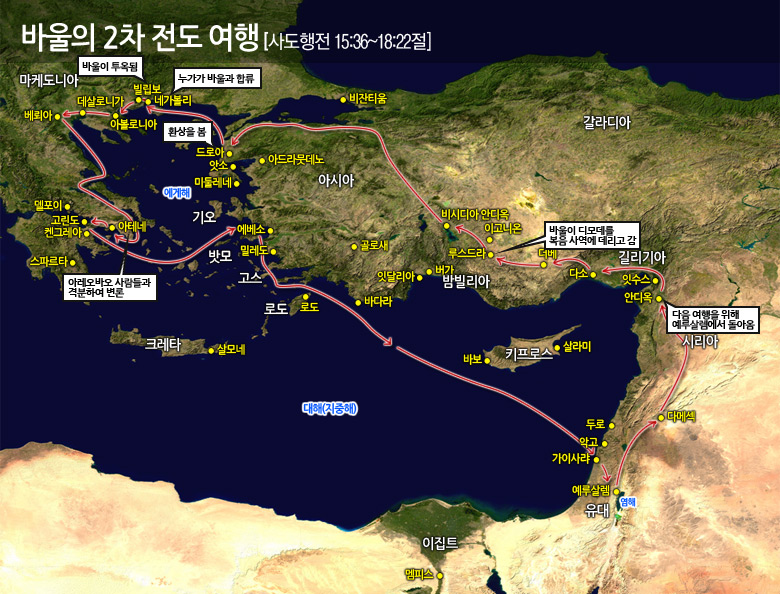 바울의 2차 전도 여행 [사도행전 15:36~18:22절]
바울이 투옥됨
누가가 바울과 합류
마케도니아
빌립보
네가볼리
비잔티움
데살로니가
베뢰아
아볼로니아
갈라디아
환상을 봄
드로아
아드라뭇데노
앗소
아시아
미둘레네
에게해
델포이
기오
비시디아 안디옥
고린도
아테네
이고니온
바울이 디모데를
복음 사역에 데리고 감
켄그레아
에베소
골로새
루스드라
더베
길리기아
스파르타
밧모
밀레도
버가
다소
잇수스
아레오바오 사람들과
격분하여 변론
고스
잇달리아
밤빌리아
안디옥
로도
로도
바다라
다음 여행을 위해
예루살렘에서 돌아옴
시리아
크레타
살모네
키프로스
살라미
바보
대해(지중해)
다메섹
두로
악고
가이사랴
예루살렘
염해
유대
이집트
멤피스